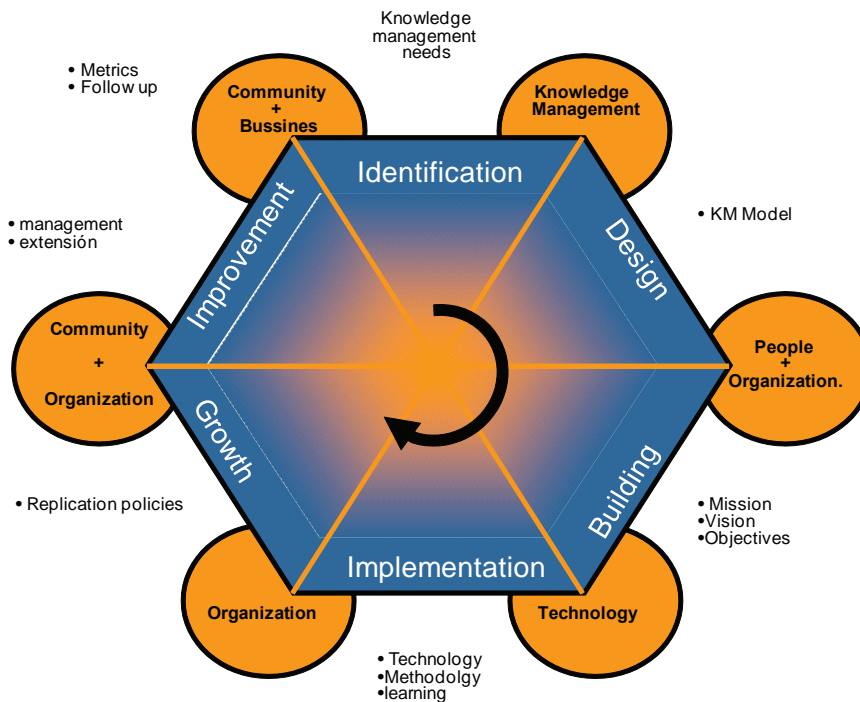 Knowledge
management
needs
• Metrics
• Follow up
Community
+
Bussines
Knowledge
Management
Identification
Improvement
Design
• management
• extensión
• KM Model
Community
+
Organization
People
+
Organization.
Growth
Building
• Replication policies
• Mission
•Vision
•Objectives
Implementation
Organization
Technology
• Technology
•Methodolgy
•learning